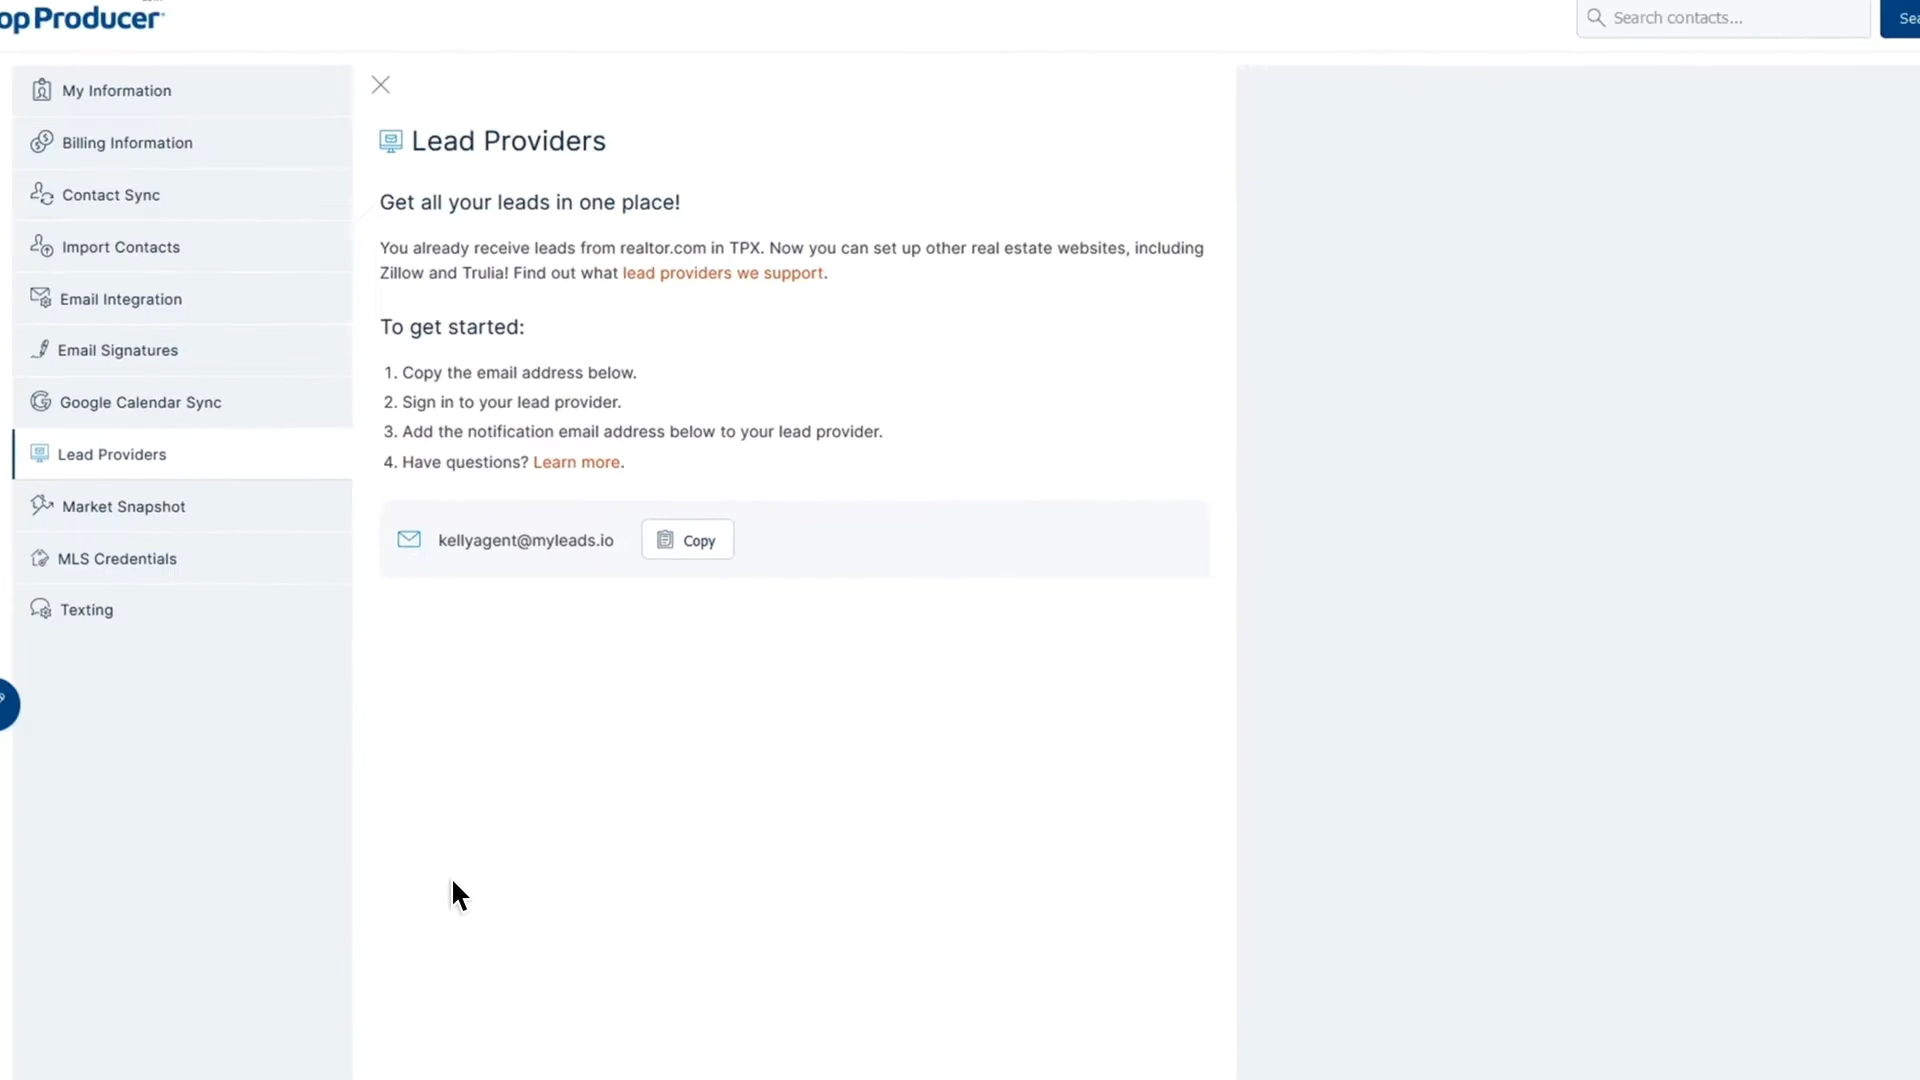 op Producer
Search contacts...
Sea
My Information
Billing Information
Contact Sync
Import Contacts
Email Integration
Email Signatures
Google Calendar Sync
Lead Providers
Market Snapshot
MLS Credentials
Texting
Lead Providers
Get all your leads in one place!
You already receive leads from realtor.com in TPX. Now you can set up other real estate websites, including
Zillow and Trulia! Find out what lead providers we support.
To get started:
1. Copy the email address below.
2. Sign in to your lead provider.
3. Add the notification email address below to your lead provider.
4. Have questions? Learn more.
kellyagent@myleads.io
Copy